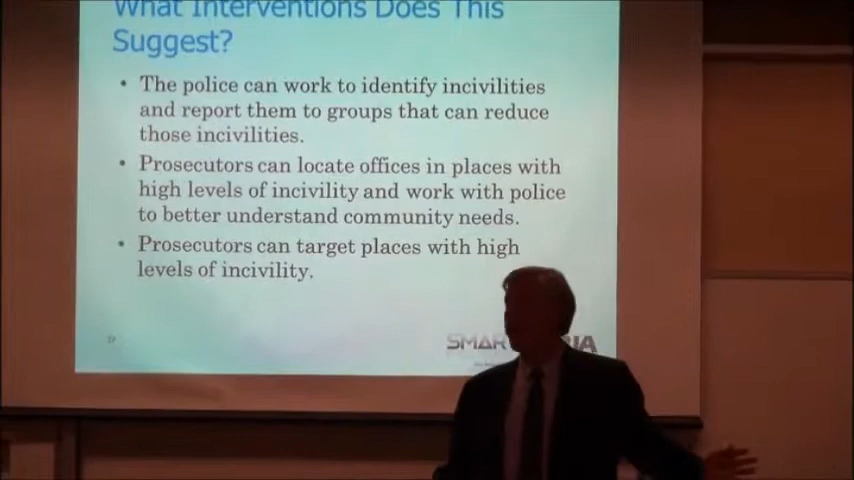 What Interventions Does This
Suggest?
• The police can work to identify incivilities
and report them to groups that can reduce
those incivilities.
• Prosecutors can locate offices in places with
high levels of incivility and work with police
to better understand community needs.
• Prosecutors can target places with high
levels of incivility.